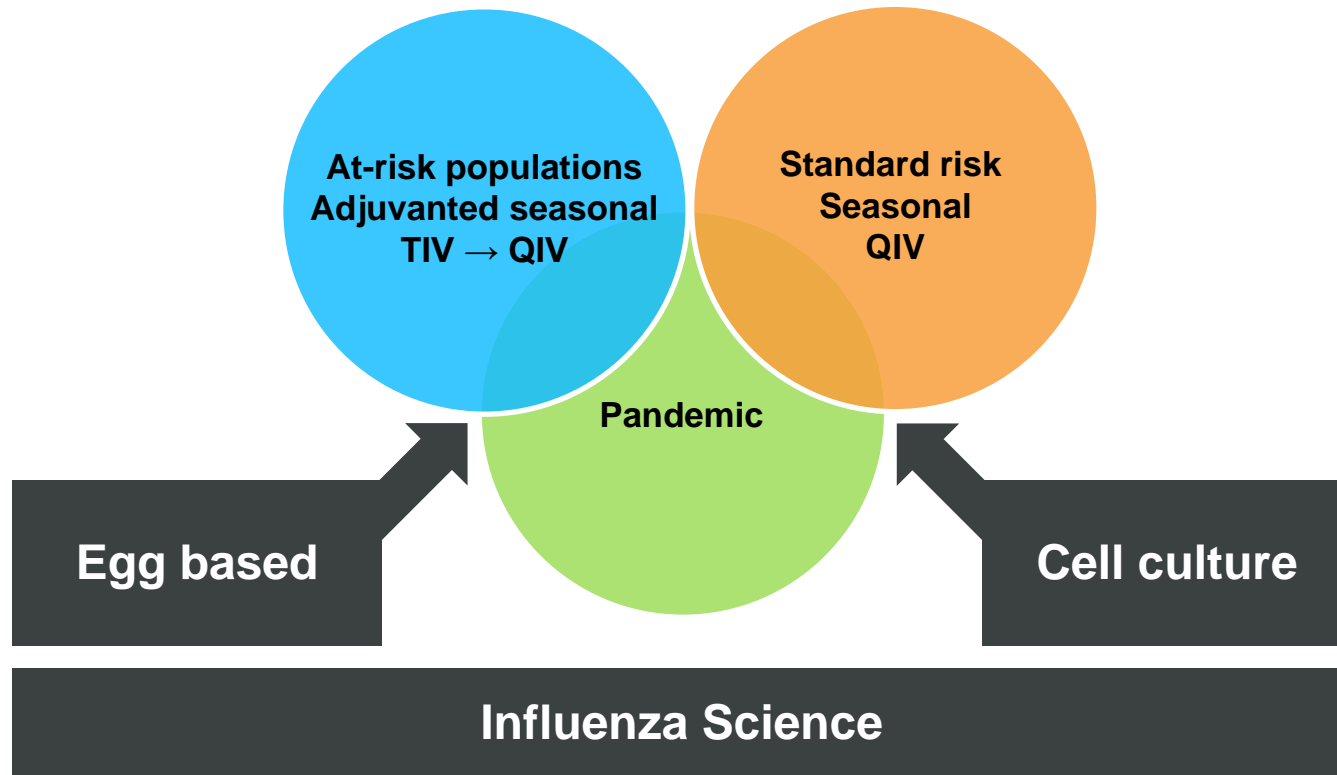 At-risk populations
Adjuvanted seasonal
TIV → QIV
Standard risk
Seasonal
QIV
Pandemic
Egg based
Cell culture
Influenza Science